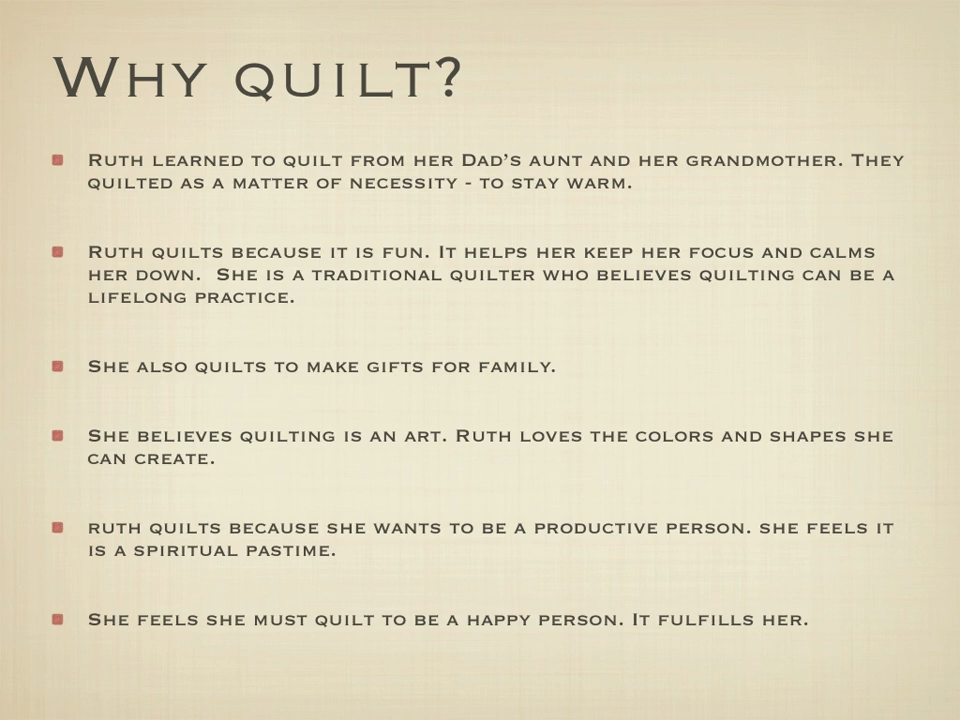 Why quilt?
Ruth learned to quilt from her Dad's aunt and her grandmother. They
quilted as a matter of necessity - to stay warm.
Ruth quilts because it is fun. It helps her keep her focus and calms
her down.  She is a traditional quilter who believes quilting can be a
lifelong practice.
She also quilts to make gifts for family.
She believes quilting is an art. Ruth loves the colors and shapes she
can create.
ruth quilts because she wants to be a productive person. she feels it
is a spiritual pastime.
She feels she must quilt to be a happy person. It fulfills her.